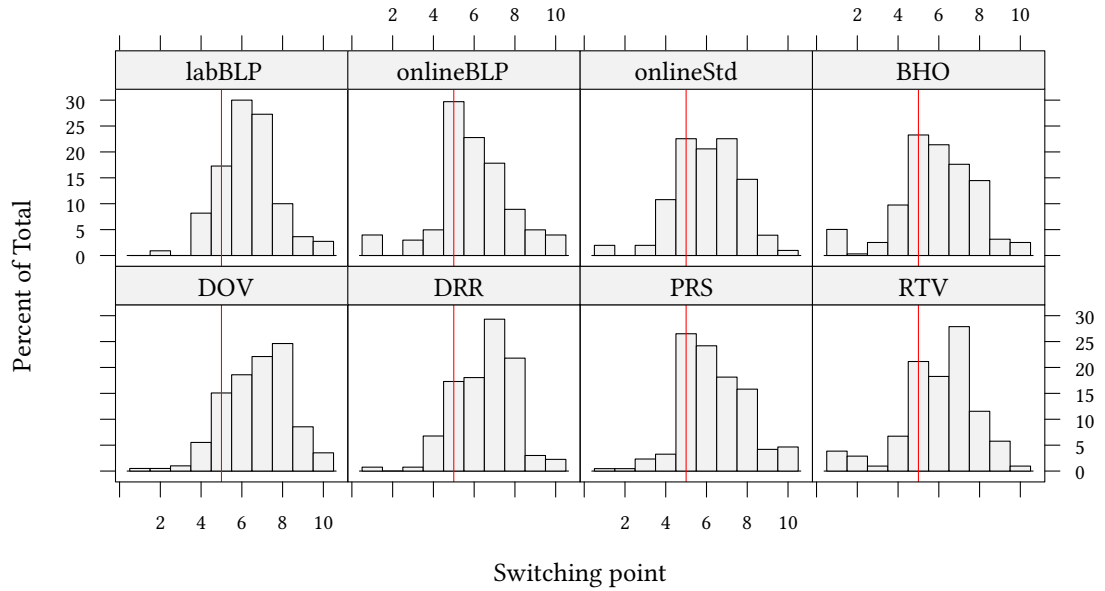 2 4 6 8 10 2 4 6 8 10
labBLP onlineBLP onlineStd BHO
30
25
20
15
10
5
0
DOV DRR PRS RTV
30
25
20
15
10
5
0
2 4 6 8 10 2 4 6 8 10
Percent of Total
Switching point